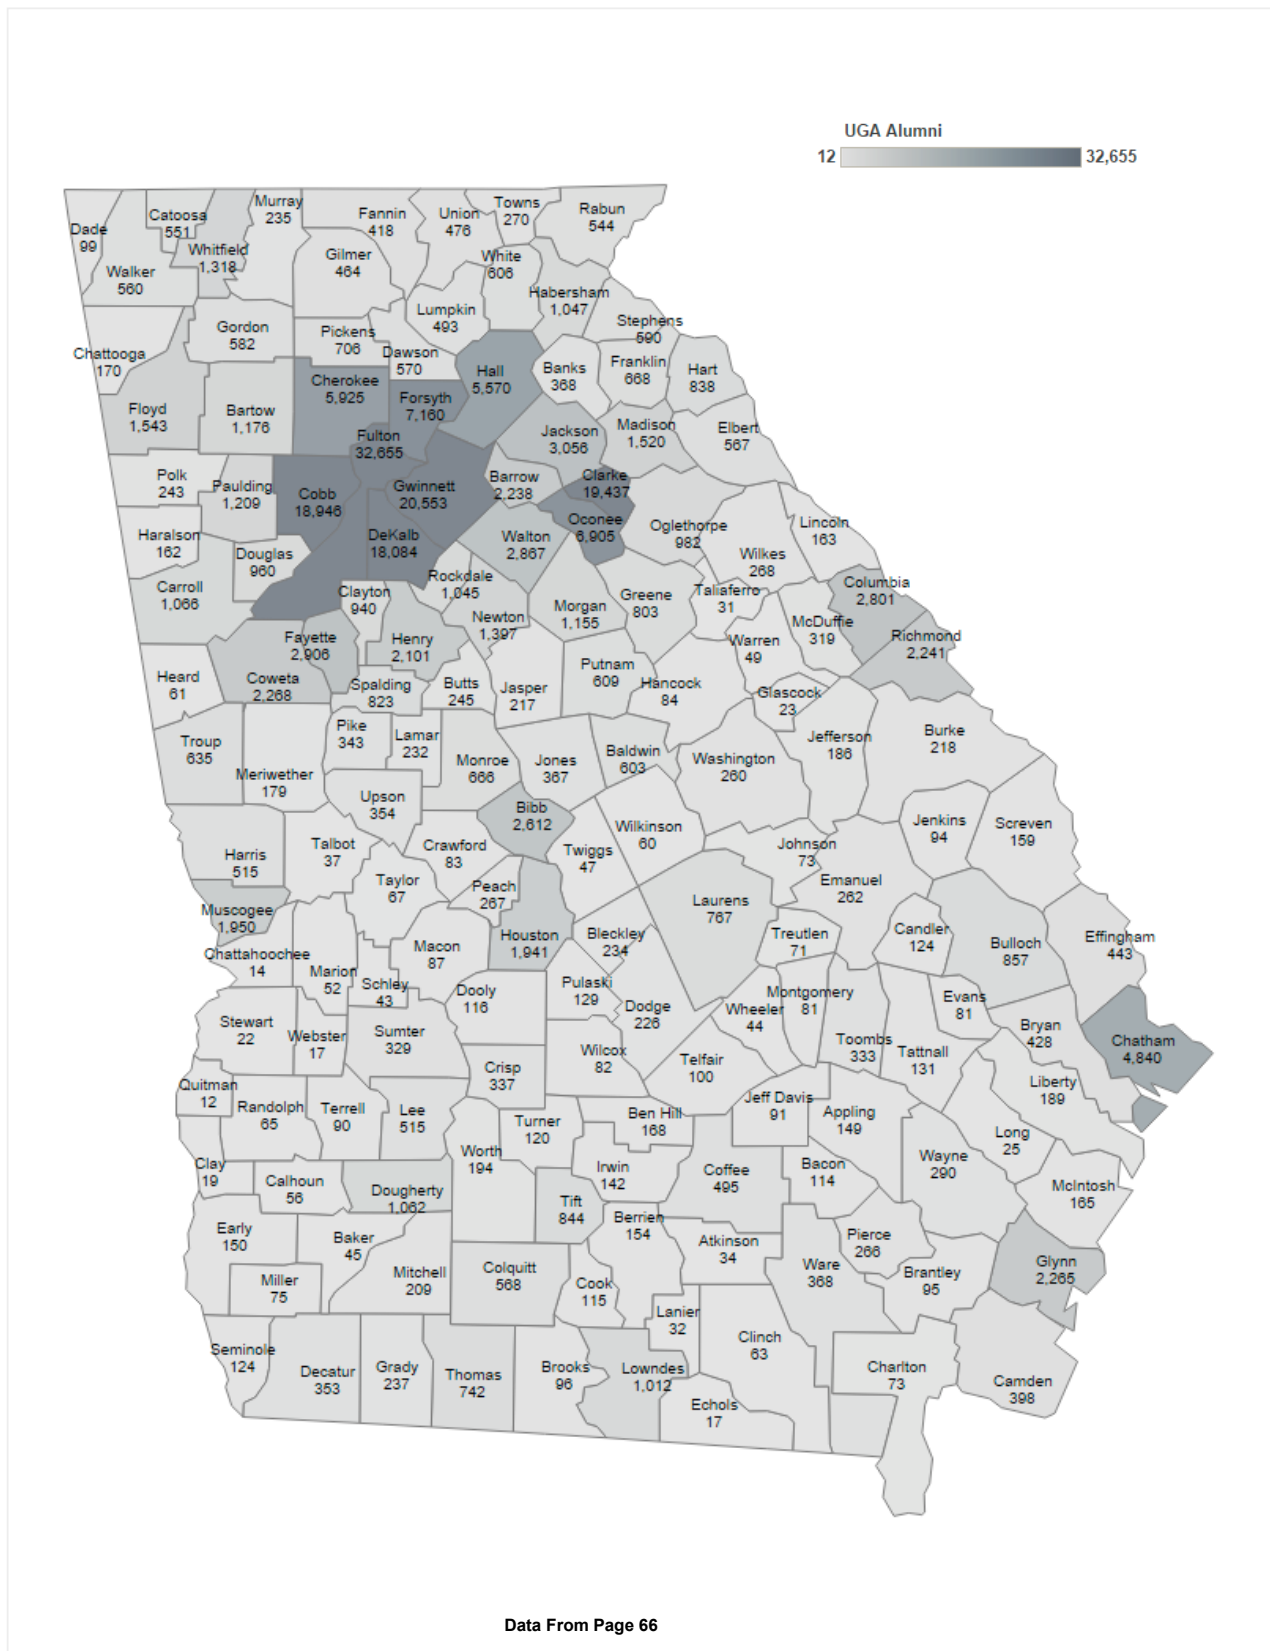 UGA Alumni
12
32,655
Dade
99
Catoosa
551
Murray
235
Fannin
418
Union
476
Towns
270
Rabun
544
Walker
560
Whitfield
1,318
Gilmer
464
White
606
Habersham
1,047
Lumpkin
493
Stephens
590
Chattooga
170
Gordon
582
Pickens
706
Dawson
570
Hall
5,570
Banks
368
Franklin
668
Hart
838
Floyd
1,543
Bartow
1,176
Cherokee
5,925
Forsyth
7,160
Fulton
32,655
Jackson
3,056
Madison
1,520
Elbert
567
Polk
243
Paulding
1,209
Cobb
18,946
Gwinnett
20,553
Barrow
2,238
Clarke
19,437
Oconee
6,905
Oglethorpe
982
Wilkes
268
Lincoln
163
Haralson
162
Douglas
960
DeKalb
18,084
Walton
2,867
Carroll
1,066
Clayton
940
Rockdale
1,045
Newton
1,397
Morgan
1,155
Greene
803
Taliaferro
31
McDuffie
319
Columbia
2,801
Richmond
2,241
Warren
49
Heard
61
Fayette
2,906
Coweta
2,268
Henry
2,101
Spalding
823
Butts
245
Jasper
217
Putnam
609
Hancock
84
Glascock
23
Troup
635
Meriwether
179
Pike
343
Lamar
232
Monroe
666
Jones
367
Baldwin
603
Washington
260
Jefferson
186
Burke
218
Upson
354
Bibb
2,612
Wilkinson
60
Jenkins
94
Screven
159
Harris
515
Talbot
37
Crawford
83
Twiggs
47
Johnson
73
Emanuel
262
Taylor
67
Peach
267
Laurens
767
Muscogee
1,950
Houston
1,941
Bleckley
234
Treutlen
71
Candler
124
Bulloch
857
Effingham
443
Chattahoochee
14
Marion
52
Macon
87
Schley
43
Dooly
116
Pulaski
129
Dodge
226
Wheeler
44
Montgomery
81
Evans
81
Stewart
22
Webster
17
Sumter
329
Wilcox
82
Telfair
100
Toombs
333
Tattnall
131
Bryan
428
Chatham
4,840
Crisp
337
Quitman
12
Randolph
65
Terrell
90
Lee
515
Turner
120
Ben Hill
168
Jeff Davis
91
Appling
149
Liberty
189
Long
25
Clay
19
Calhoun
56
Dougherty
1,062
Worth
194
Irwin
142
Coffee
495
Bacon
114
Wayne
290
McIntosh
165
Tift
844
Early
150
Baker
45
Berrien
154
Atkinson
34
Pierce
266
Ware
368
Brantley
95
Glynn
2,265
Miller
75
Mitchell
209
Colquitt
568
Cook
115
Lanier
32
Clinch
63
Seminole
124
Decatur
353
Grady
237
Thomas
742
Brooks
96
Lowndes
1,012
Echols
17
Charlton
73
Camden
398
Data From Page 66